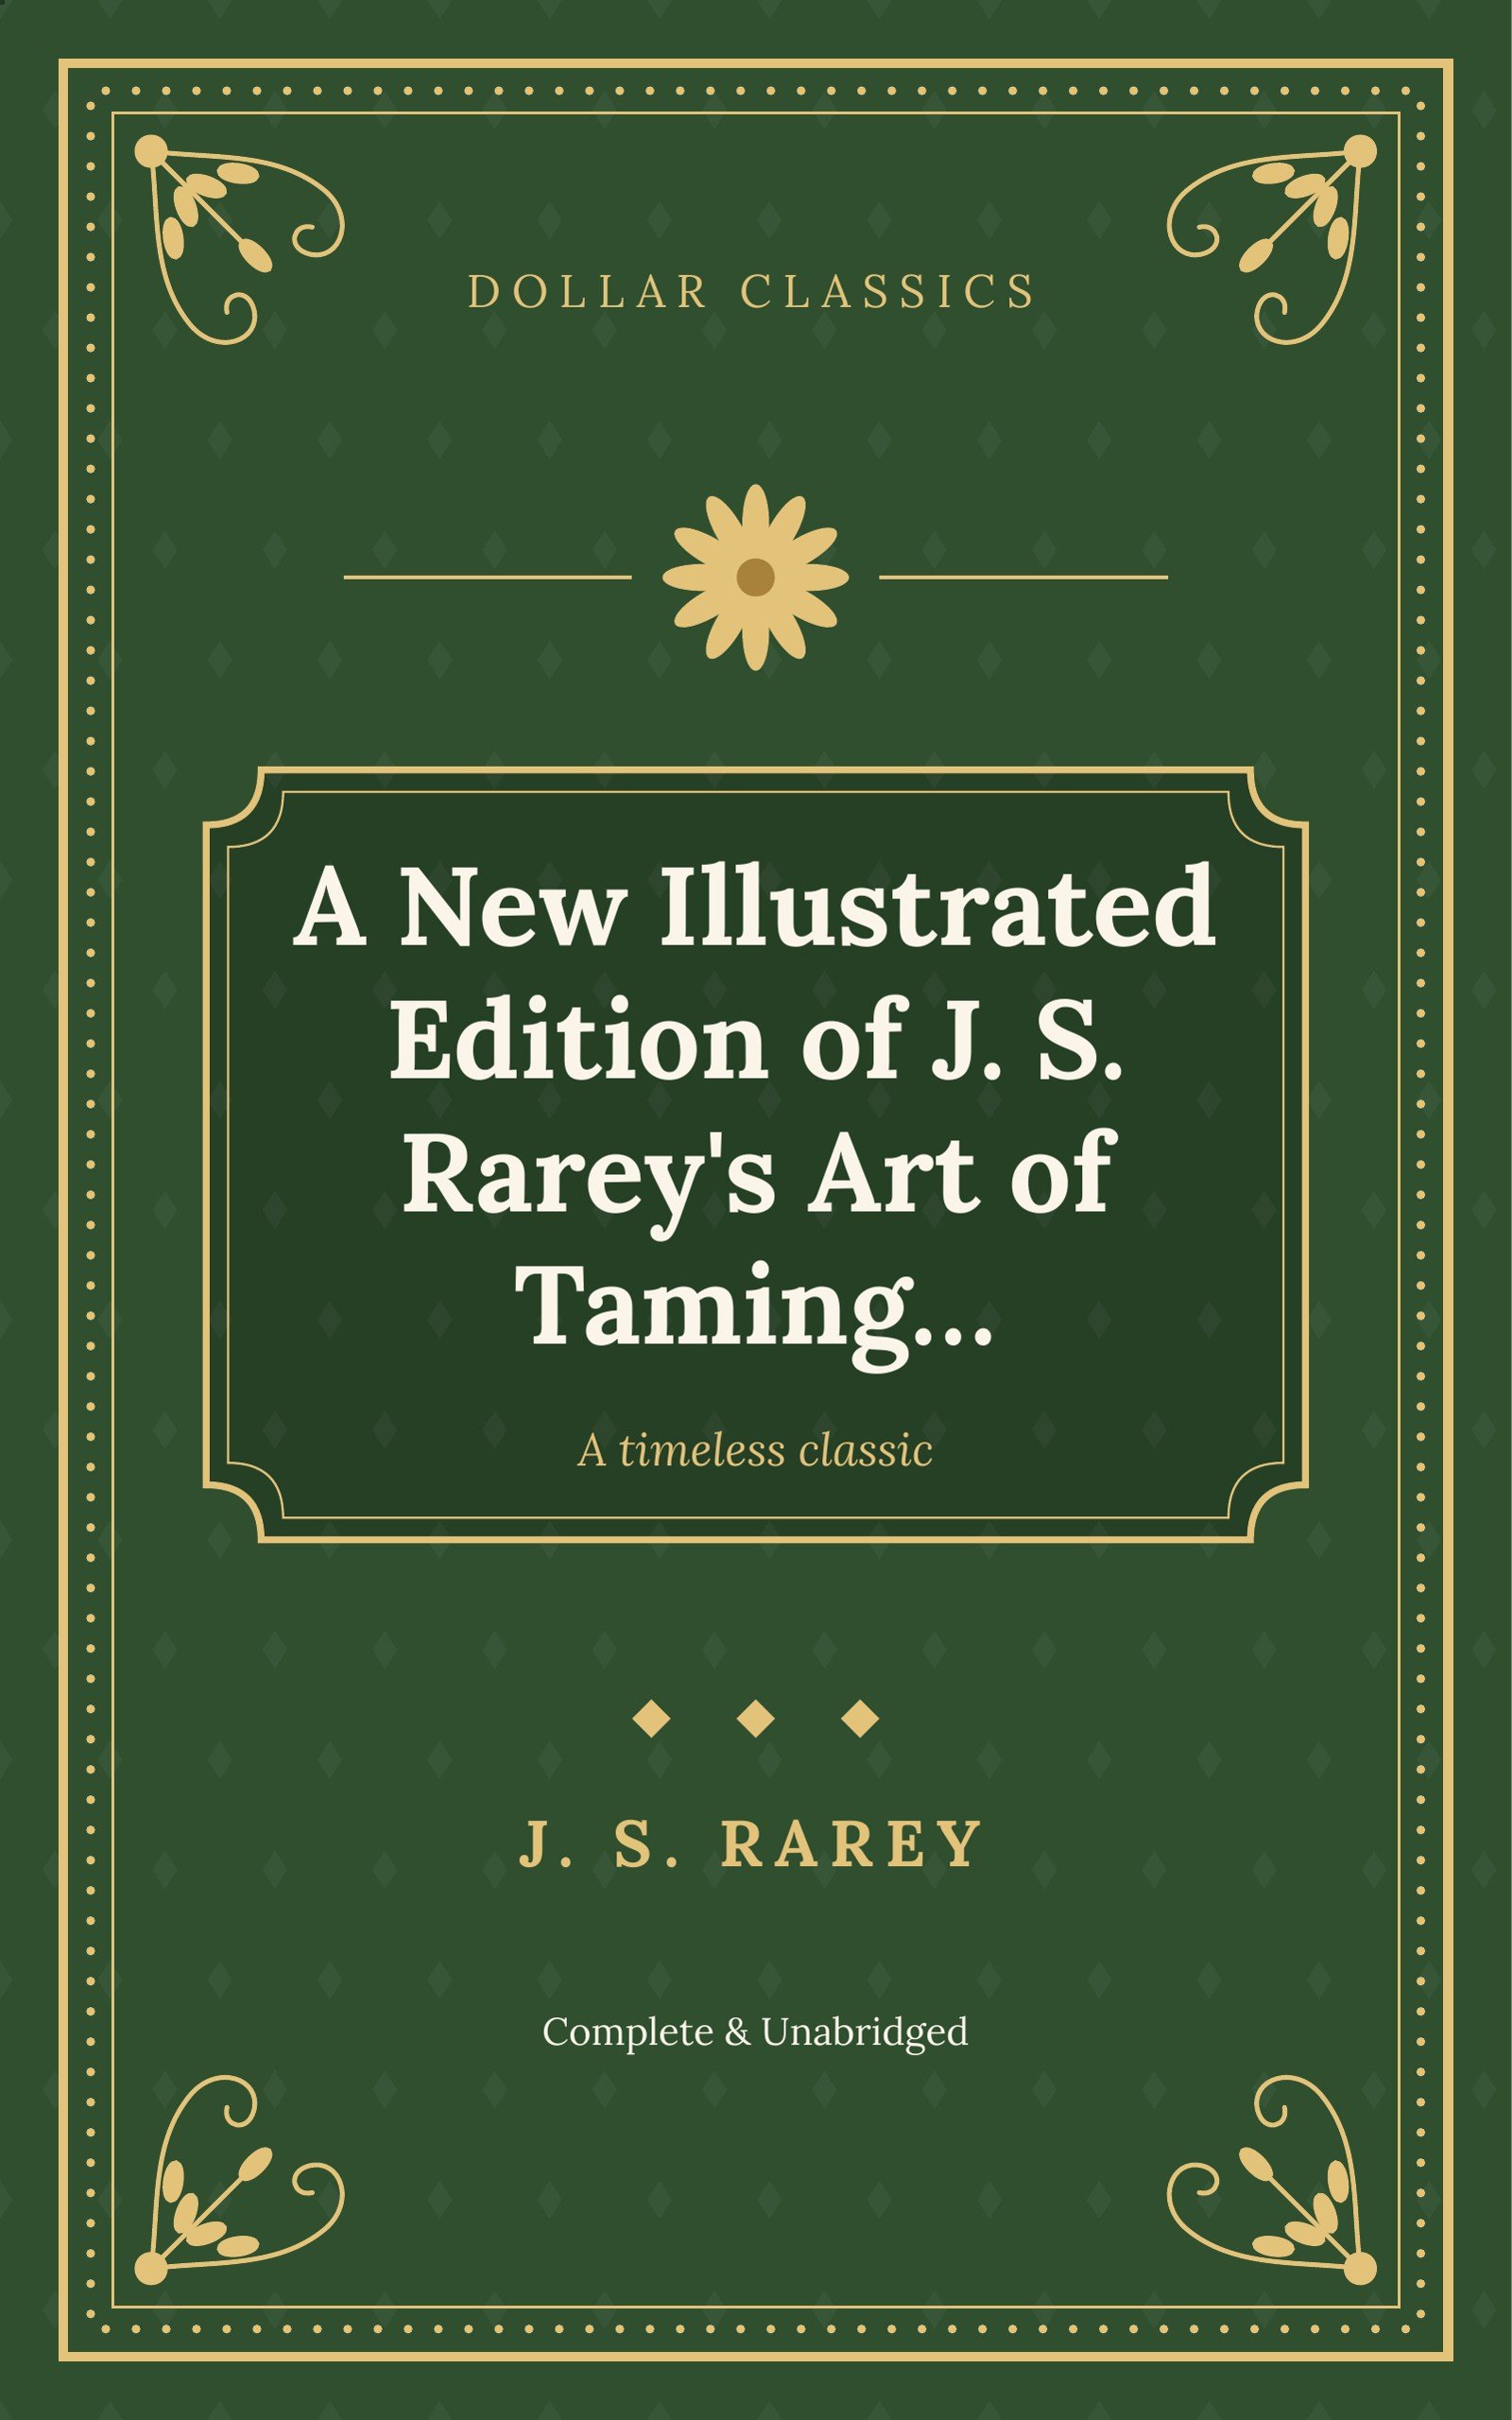 DOLLAR CLASSICS
A New Illustrated
Edition of J. S.
Rarey's Art of
Taming...
A timeless classic
J. S. RAREY
Complete & Unabridged